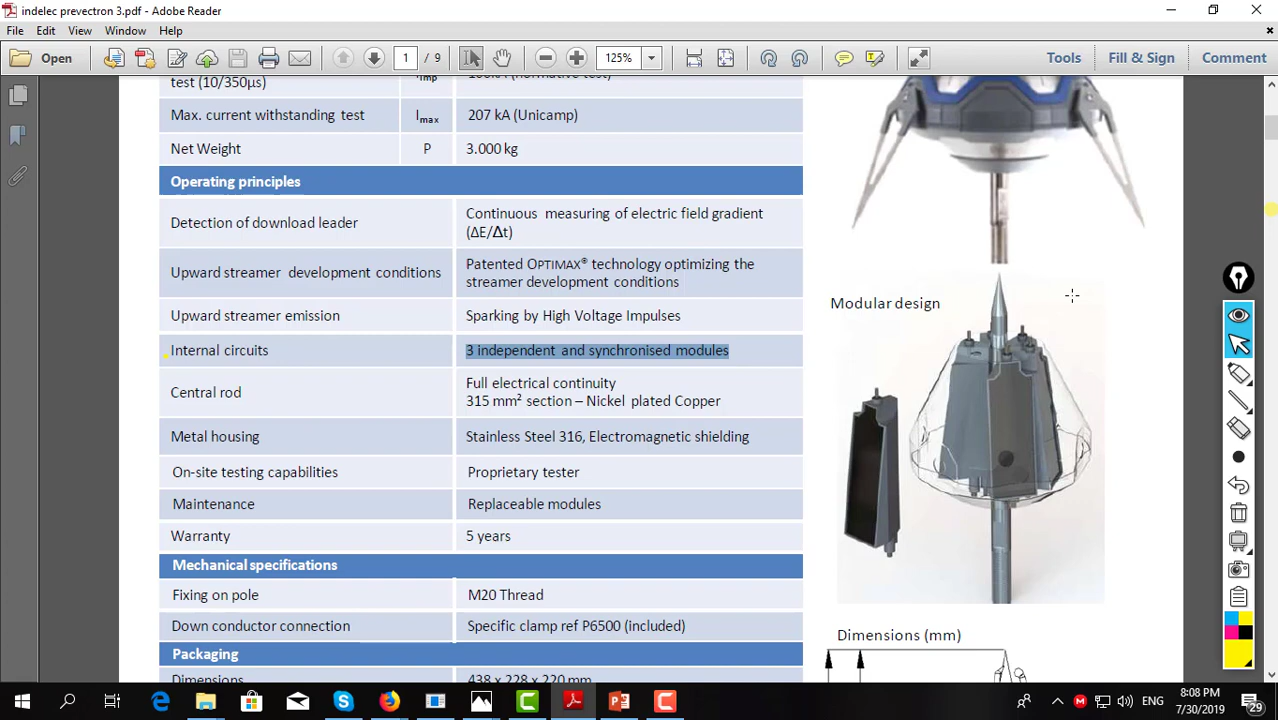 indelec prevectron 3.pdf - Adobe Reader
File Edit View Window Help
Open 1 / 9 125% Tools Fill & Sign Comment
test (10/350µs)
Max. current withstanding test Imax 207 kA (Unicamp)
Net Weight P 3.000 kg
Operating principles
Detection of download leader Continuous measuring of electric field gradient
(ΔE/Δt)
Upward streamer development conditions Patented OPTIMAX® technology optimizing the
streamer development conditions
Upward streamer emission Sparking by High Voltage Impulses
Internal circuits 3 independent and synchronised modules
Central rod Full electrical continuity
315 mm² section – Nickel plated Copper
Metal housing Stainless Steel 316, Electromagnetic shielding
On-site testing capabilities Proprietary tester
Maintenance Replaceable modules
Warranty 5 years
Mechanical specifications
Fixing on pole M20 Thread
Down conductor connection Specific clamp ref P6500 (included)
Packaging
Dimensions 438 x 228 x 220 mm
Modular design
Dimensions (mm)
ENG
8:08 PM
7/30/2019
29